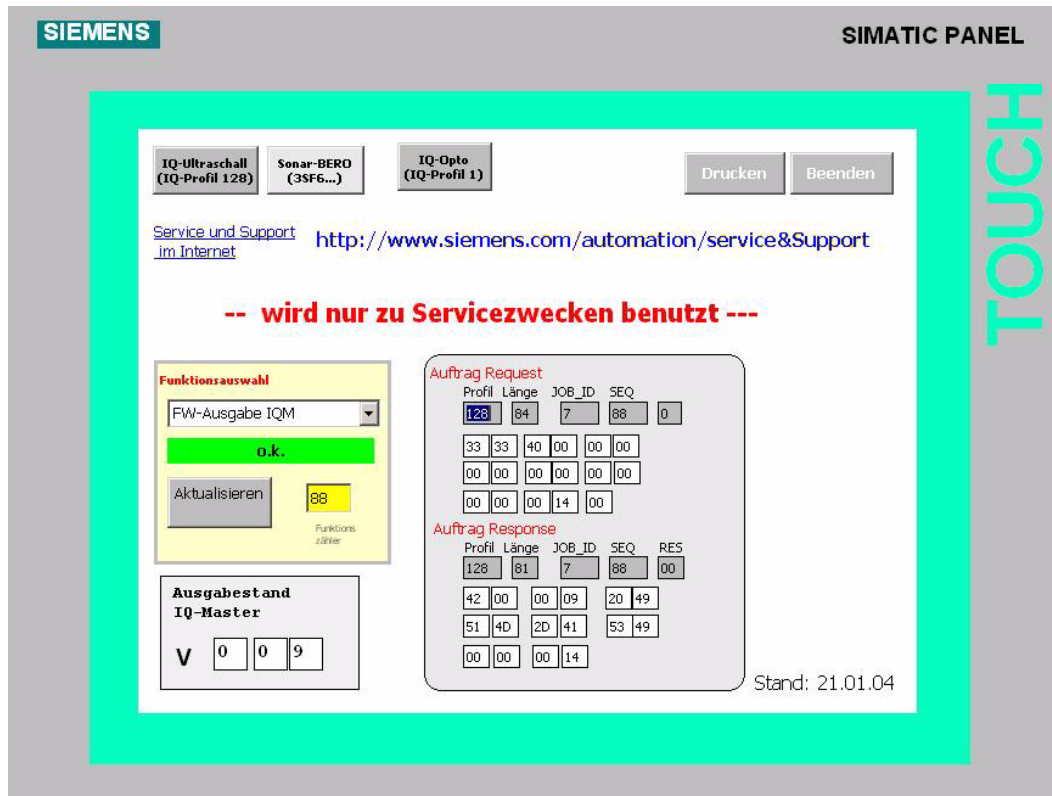 SIEMENS
SIMATIC PANEL
TOUCH
IQ-Ultraschall
(IQ-Profil 128)
Sonar-BERO
(3SF6...)
IQ-Opto
(IQ-Profil 1)
Drucken
Beenden
Service und Support
im Internet
http://www.siemens.com/automation/service&Support
-- wird nur zu Servicezwecken benutzt ---
Funktionsauswahl
FW-Ausgabe IQM
o.k.
Aktualisieren
88
Funktions
zähler
Ausgabestand
IQ-Master
V 0 0 9
Auftrag Request
Profil Länge JOB_ID SEQ
128 84 7 88 0
33 33 40 00 00 00
00 00 00 00 00 00
00 00 00 14 00
Auftrag Response
Profil Länge JOB_ID SEQ RES
128 81 7 88 00
42 00 00 09 20 49
51 4D 2D 41 53 49
00 00 00 14
Stand: 21.01.04